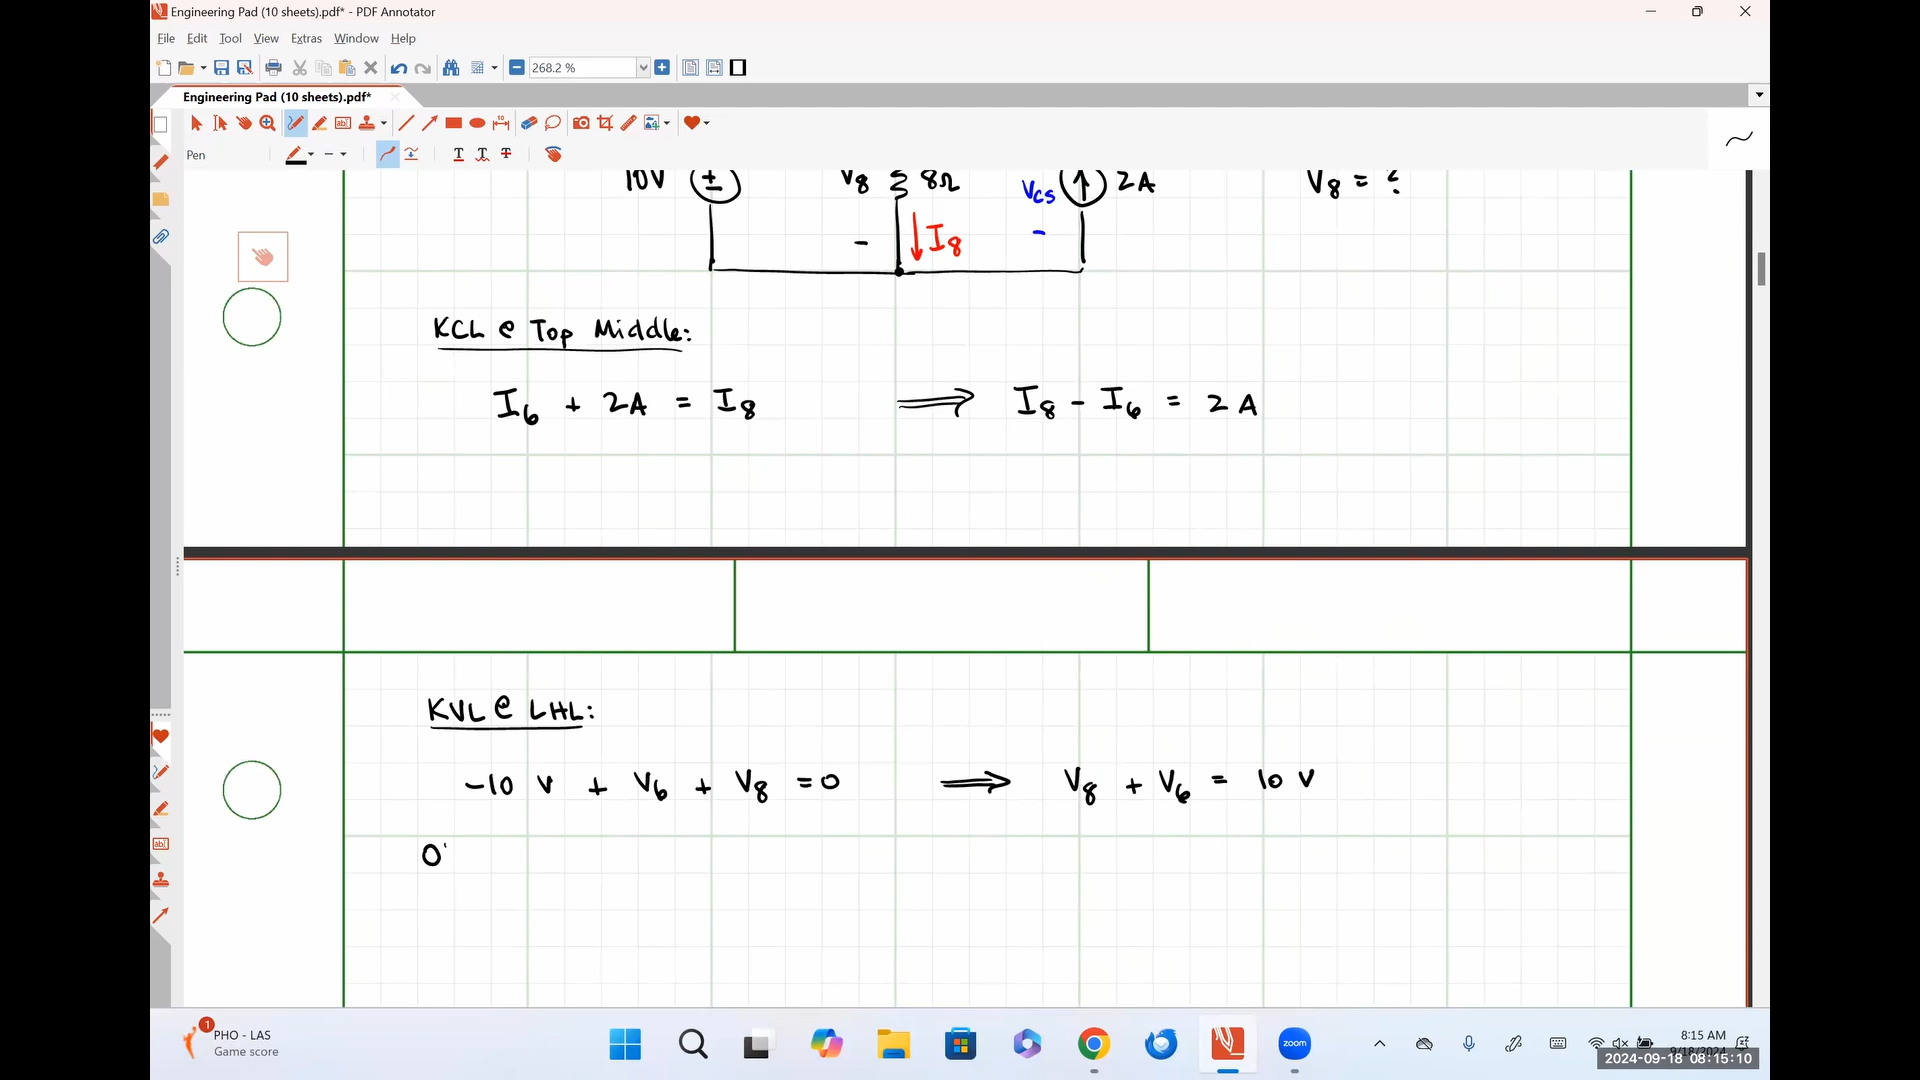 Engineering Pad (10 sheets).pdf* - PDF Annotator
File Edit Tool View Extras Window Help
268.2 %
Engineering Pad (10 sheets).pdf*
Pen
10V ± V8 8Ω Vcs 2A V8 = ?
- I8 -
KCL @ Top Middle:
I6 + 2A = I8 ⟹ I8 - I6 = 2 A
KVL @ LHL:
-10 V + V6 + V8 = 0 ⟹ V8 + V6 = 10 V
1
PHO - LAS
Game score
zoom
8:15 AM
2024-09-18 08:15:10